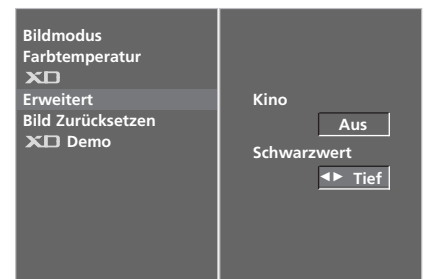 Bildmodus
Farbtemperatur
XD
Erweitert
Bild Zurücksetzen
XD Demo
Kino
Aus
Schwarzwert
Tief